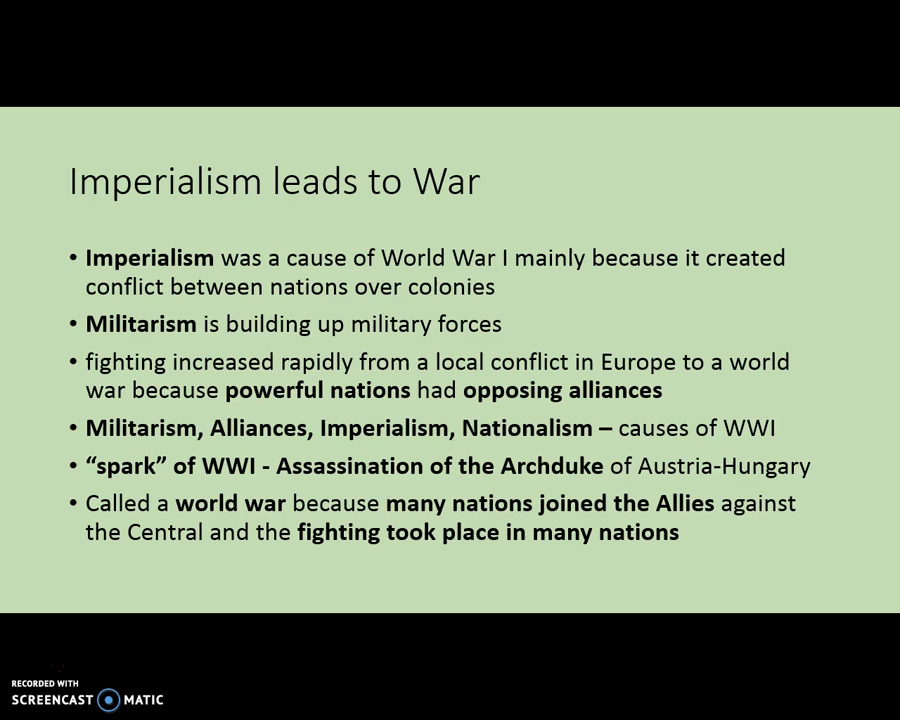 Imperialism leads to War
• Imperialism was a cause of World War I mainly because it created
conflict between nations over colonies
• Militarism is building up military forces
• fighting increased rapidly from a local conflict in Europe to a world
war because powerful nations had opposing alliances
• Militarism, Alliances, Imperialism, Nationalism – causes of WWI
• “spark” of WWI - Assassination of the Archduke of Austria-Hungary
• Called a world war because many nations joined the Allies against
the Central and the fighting took place in many nations
RECORDED WITH
SCREENCAST MATIC